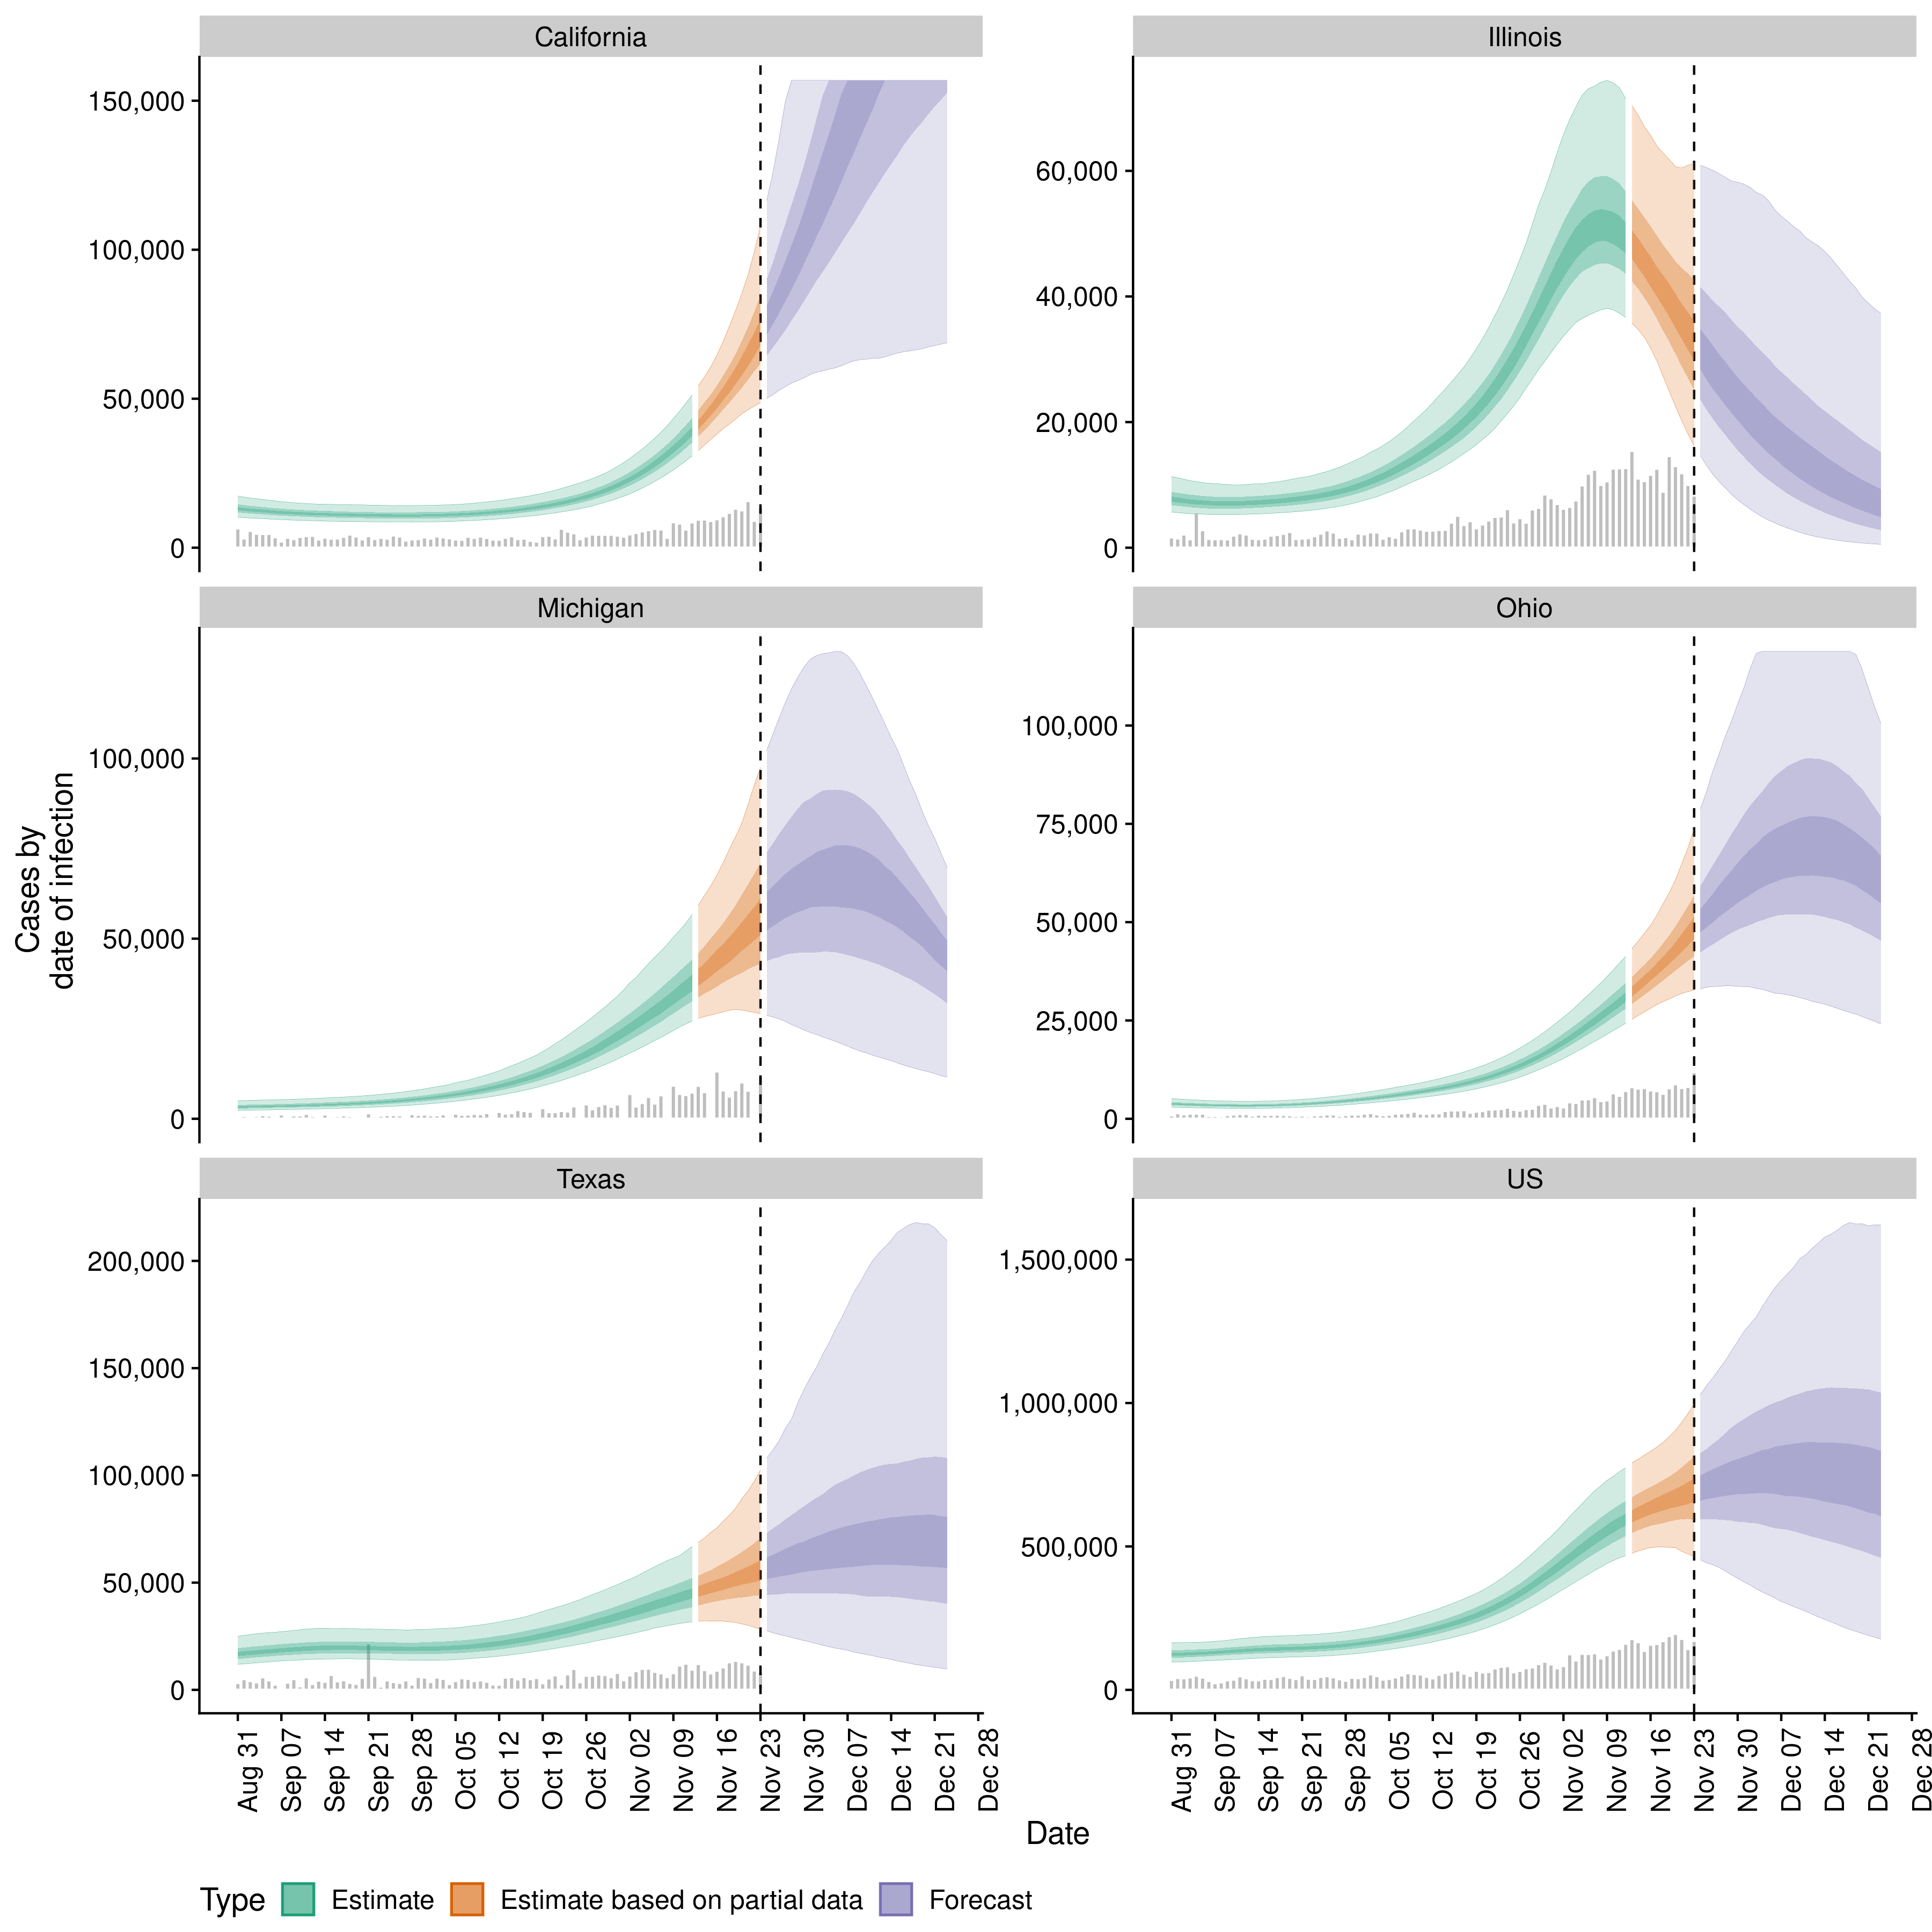 California
Illinois
150,000
100,000
50,000
0
60,000
40,000
20,000
0
Michigan
Ohio
100,000
50,000
0
100,000
75,000
50,000
25,000
0
Cases by
date of infection
Texas
US
200,000
150,000
100,000
50,000
0
1,500,000
1,000,000
500,000
0
Aug 31
Sep 07
Sep 14
Sep 21
Sep 28
Oct 05
Oct 12
Oct 19
Oct 26
Nov 02
Nov 09
Nov 16
Nov 23
Nov 30
Dec 07
Dec 14
Dec 21
Dec 28
Aug 31
Sep 07
Sep 14
Sep 21
Sep 28
Oct 05
Oct 12
Oct 19
Oct 26
Nov 02
Nov 09
Nov 16
Nov 23
Nov 30
Dec 07
Dec 14
Dec 21
Dec 28
Date
Type Estimate Estimate based on partial data Forecast